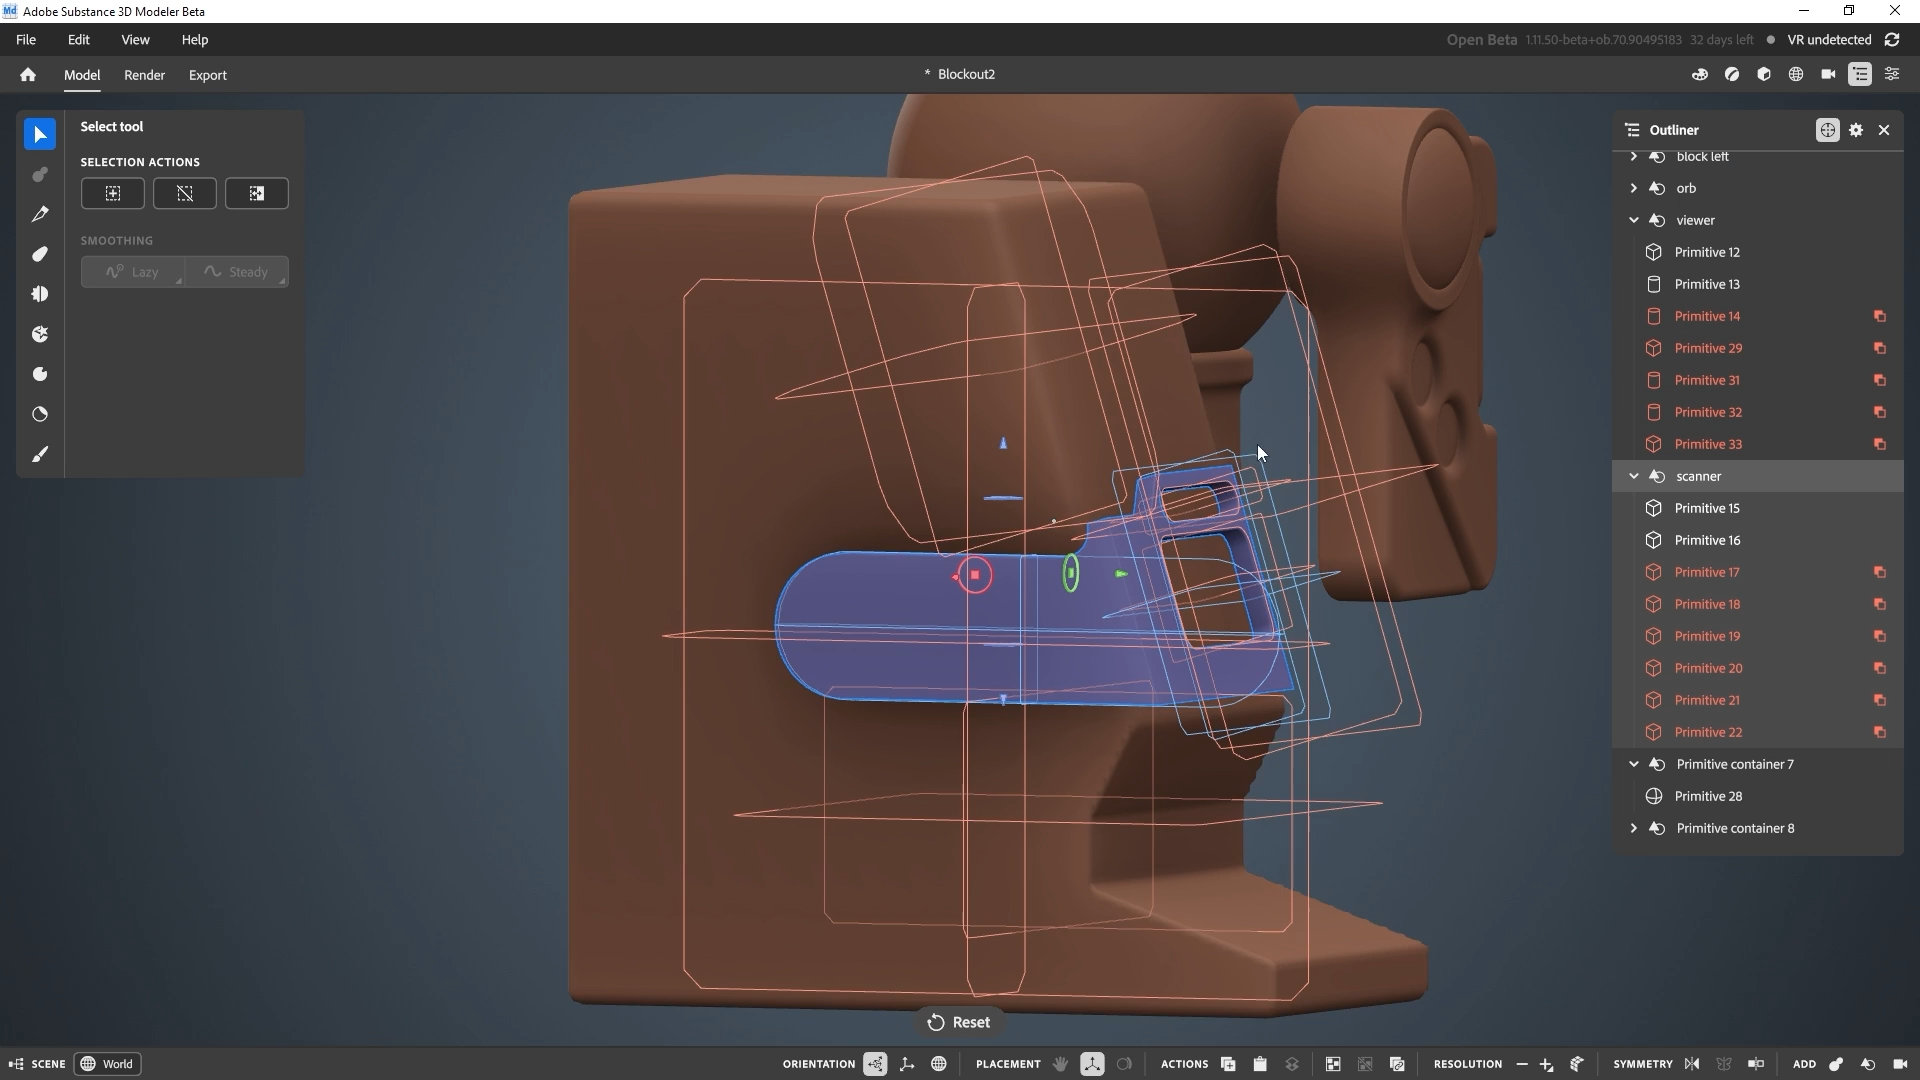 Md Adobe Substance 3D Modeler Beta
File Edit View Help
Open Beta 1.11.50-beta+ob.70.90495183 32 days left VR undetected
Model Render Export
* Blockout2
Select tool
SELECTION ACTIONS
SMOOTHING
Lazy Steady
Outliner
block left
orb
viewer
Primitive 12
Primitive 13
Primitive 14
Primitive 29
Primitive 31
Primitive 32
Primitive 33
scanner
Primitive 15
Primitive 16
Primitive 17
Primitive 18
Primitive 19
Primitive 20
Primitive 21
Primitive 22
Primitive container 7
Primitive 28
Primitive container 8
Reset
SCENE World ORIENTATION PLACEMENT ACTIONS RESOLUTION SYMMETRY ADD